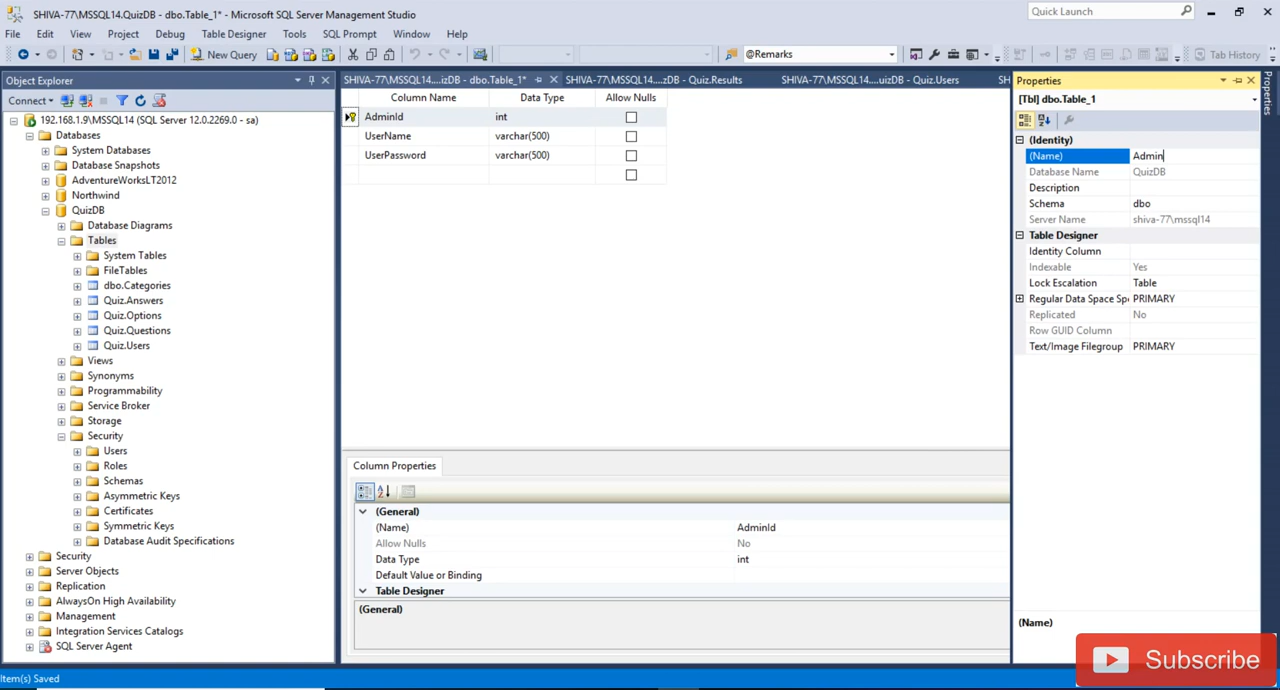 SHIVA-77\MSSQL14.QuizDB - dbo.Table_1* - Microsoft SQL Server Management Studio
Quick Launch
File Edit View Project Debug Table Designer Tools SQL Prompt Window Help
New Query
@Remarks
Tab History
Object Explorer
Connect
192.168.1.9\MSSQL14 (SQL Server 12.0.2269.0 - sa)
Databases
System Databases
Database Snapshots
AdventureWorksLT2012
Northwind
QuizDB
Database Diagrams
Tables
System Tables
FileTables
dbo.Categories
Quiz.Answers
Quiz.Options
Quiz.Questions
Quiz.Users
Views
Synonyms
Programmability
Service Broker
Storage
Security
Users
Roles
Schemas
Asymmetric Keys
Certificates
Symmetric Keys
Database Audit Specifications
Security
Server Objects
Replication
AlwaysOn High Availability
Management
Integration Services Catalogs
SQL Server Agent
SHIVA-77\MSSQL14....izDB - dbo.Table_1* SHIVA-77\MSSQL14....zDB - Quiz.Results SHIVA-77\MSSQL14....uizDB - Quiz.Users SH
Column Name Data Type Allow Nulls
AdminId int
UserName varchar(500)
UserPassword varchar(500)
Column Properties
(General)
(Name) AdminId
Allow Nulls No
Data Type int
Default Value or Binding
Table Designer
(General)
Properties
[Tbl] dbo.Table_1
(Identity)
(Name) Admin
Database Name QuizDB
Description
Schema dbo
Server Name shiva-77\mssql14
Table Designer
Identity Column
Indexable Yes
Lock Escalation Table
Regular Data Space Sp PRIMARY
Replicated No
Row GUID Column
Text/Image Filegroup PRIMARY
(Name)
Properties
Subscribe
Item(s) Saved